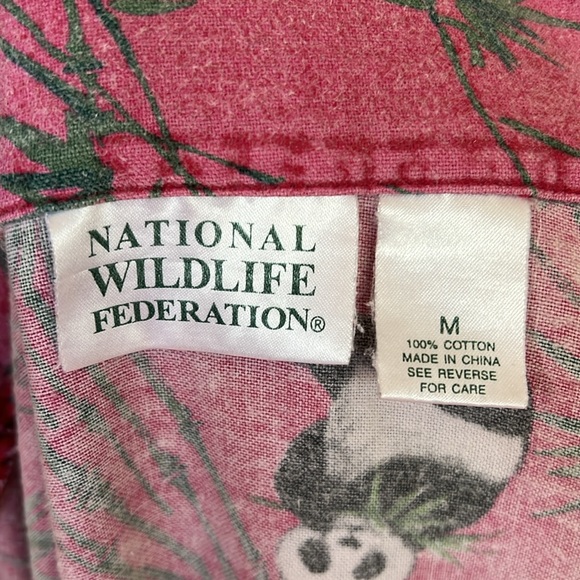 NATIONAL
WILDLIFE
FEDERATION®
M
100% COTTON
MADE IN CHINA
SEE REVERSE
FOR CARE